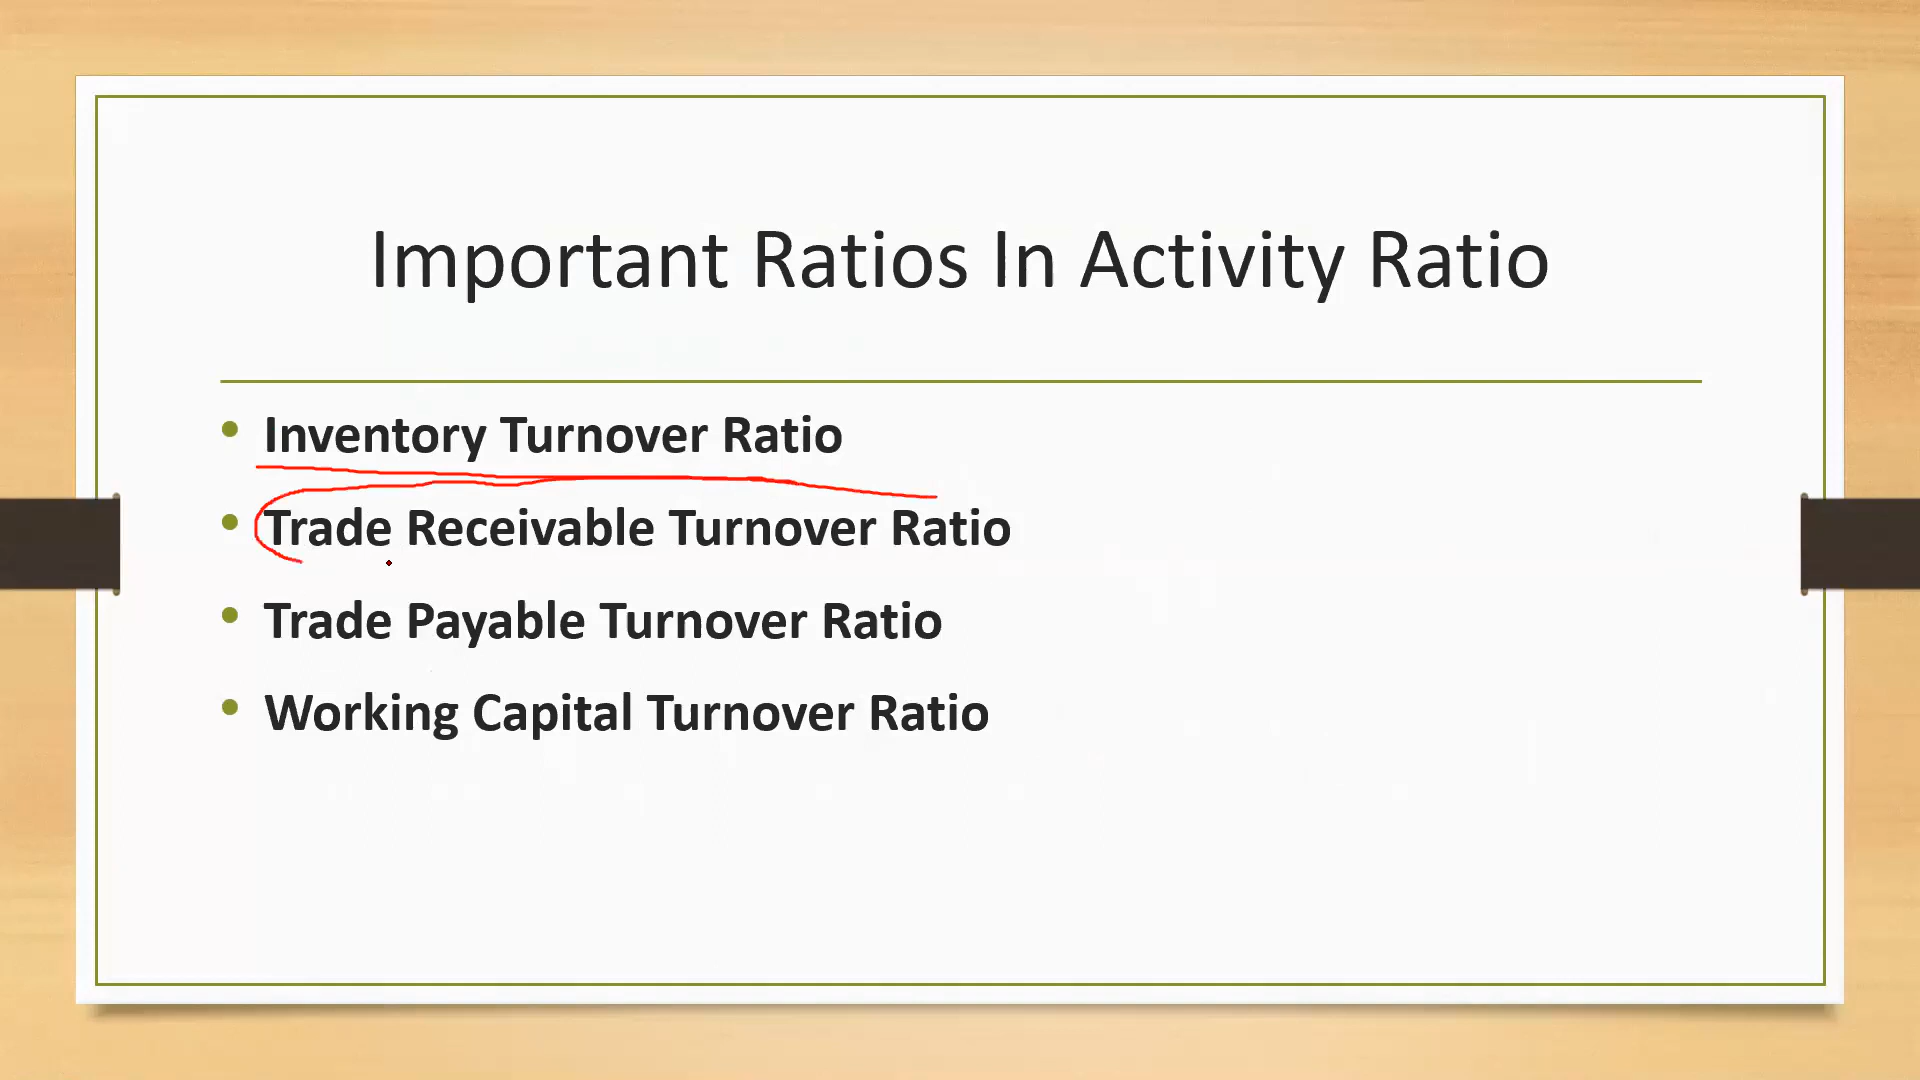 Important Ratios In Activity Ratio
Inventory Turnover Ratio
Trade Receivable Turnover Ratio
Trade Payable Turnover Ratio
Working Capital Turnover Ratio